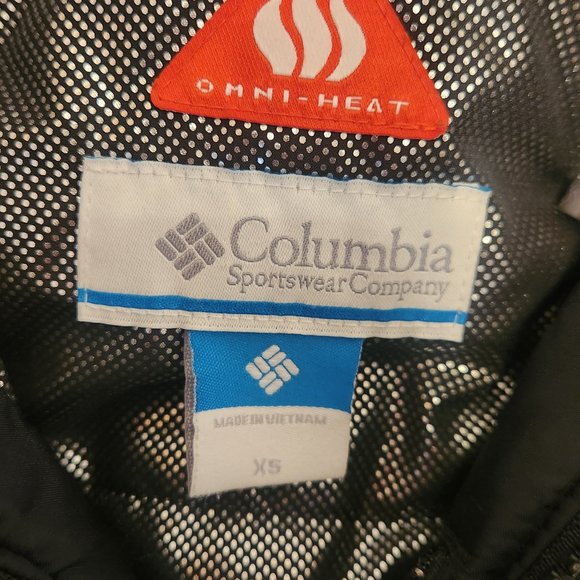 OMNI-HEAT
Columbia
Sportswear Company
MADE IN VIETNAM
XS